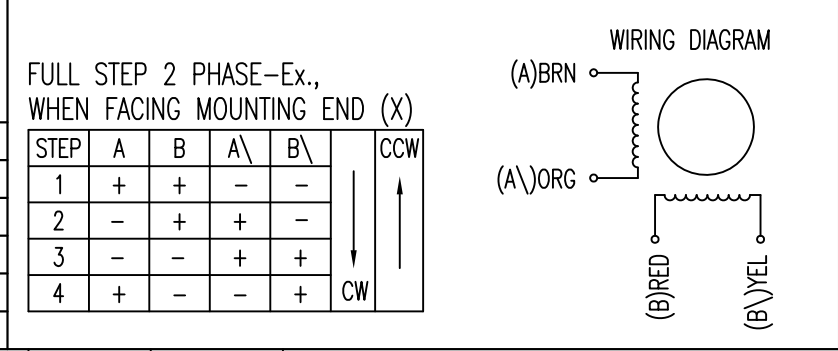 FULL STEP 2 PHASE-Ex.,
WHEN FACING MOUNTING END (X)
STEP A B A\ B\ CCW
1 + + - -
2 - + + -
3 - - + +
4 + - - + CW
WIRING DIAGRAM
(A)BRN
(A\)ORG
(B)RED
(B\)YEL